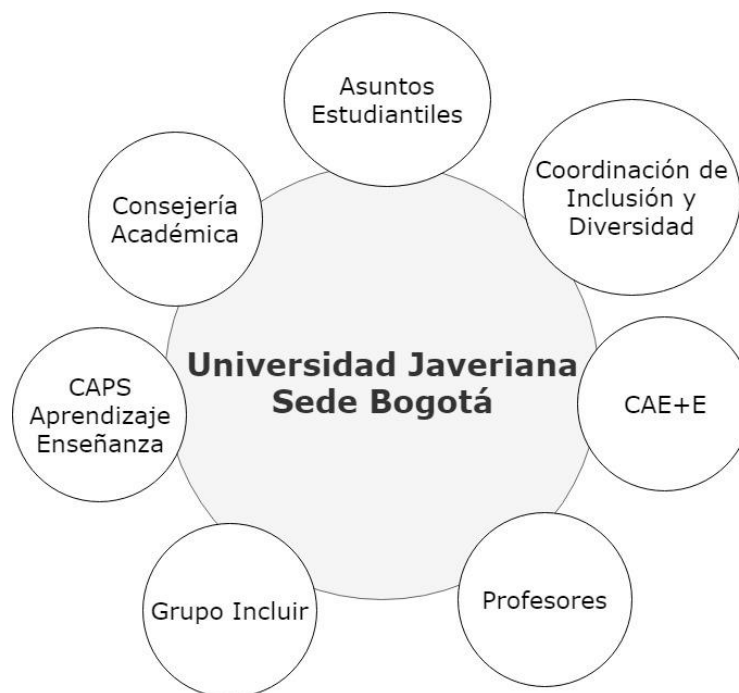 Asuntos
Estudiantiles
Coordinación de
Inclusión y
Diversidad
Consejería
Académica
Universidad Javeriana
Sede Bogotá
CAPS
Aprendizaje
Enseñanza
CAE+E
Grupo Incluir
Profesores